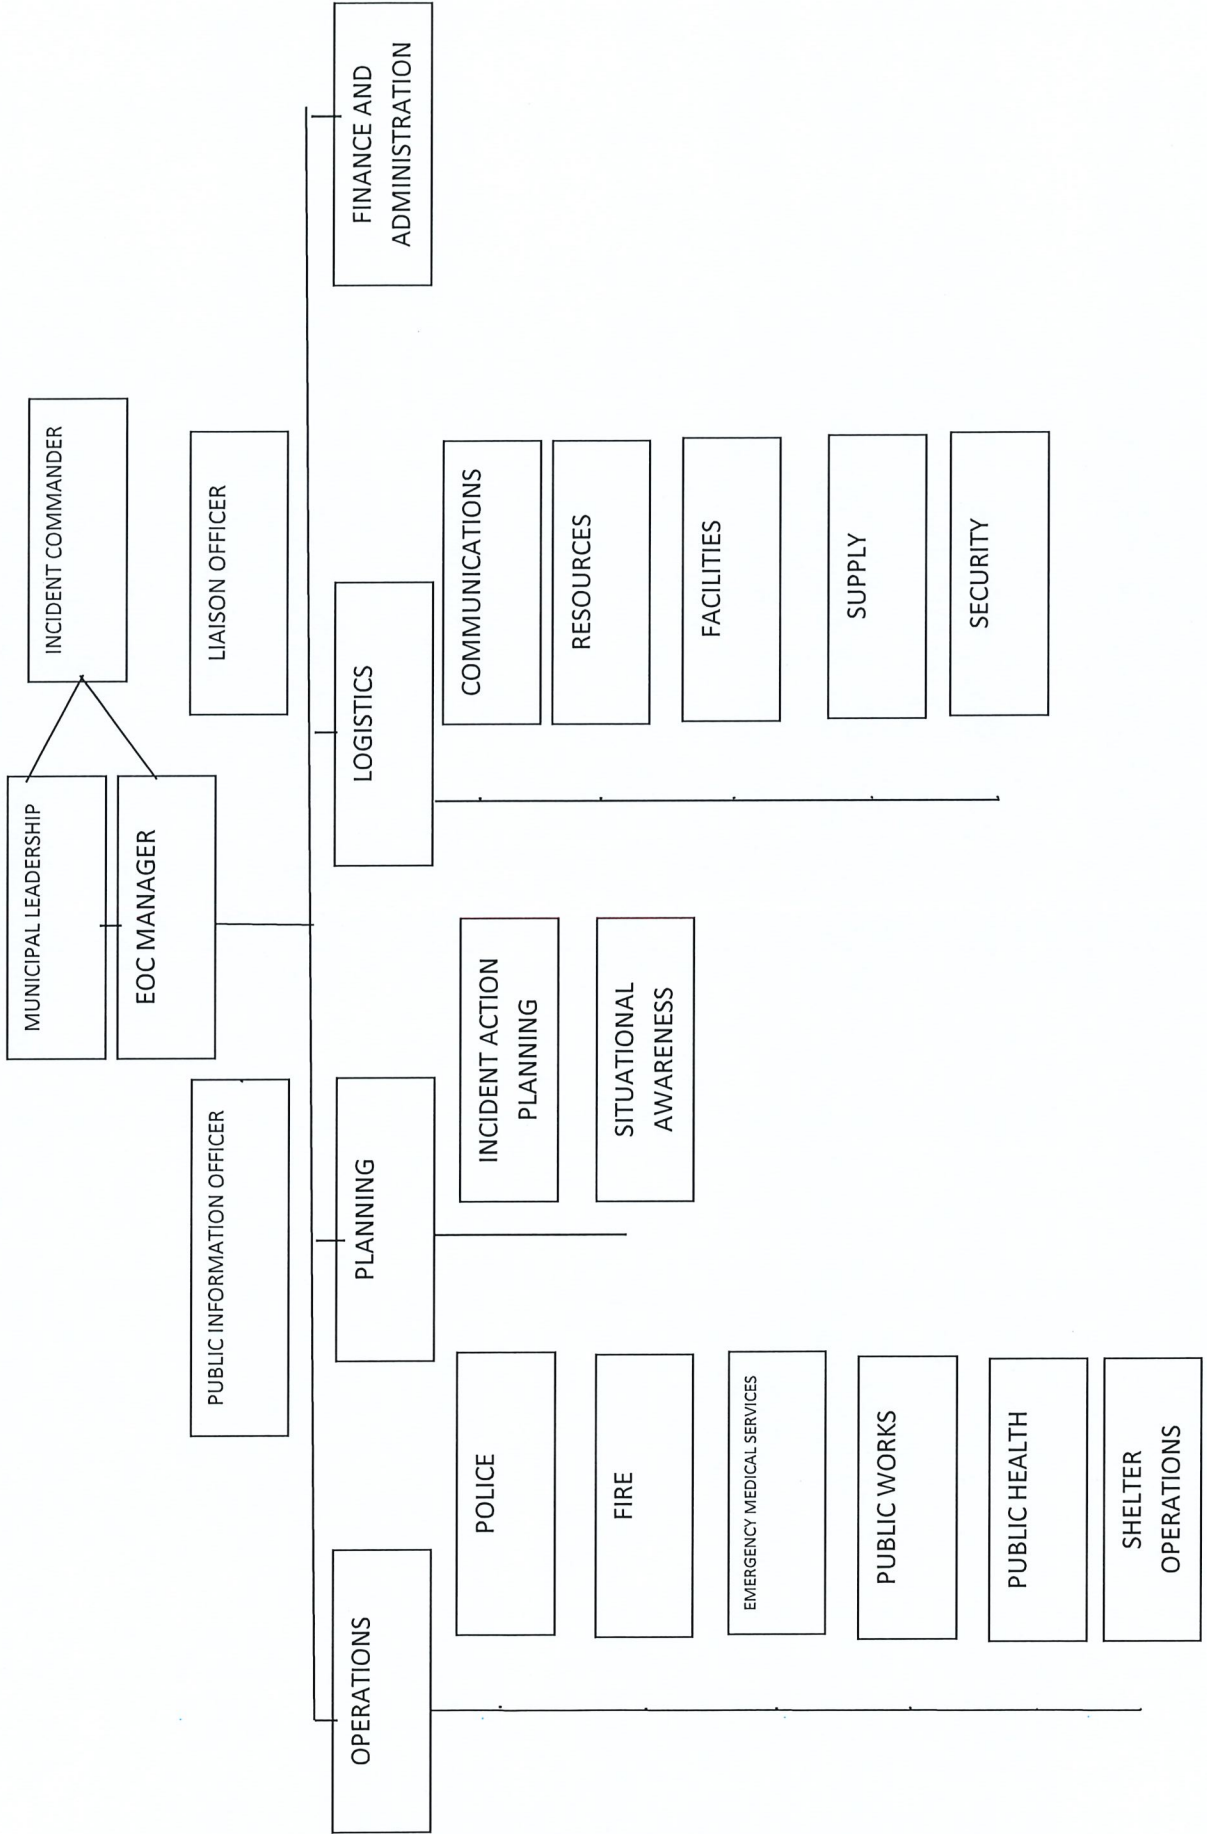 MUNICIPAL LEADERSHIP
INCIDENT COMMANDER
EOC MANAGER
PUBLIC INFORMATION OFFICER
LIAISON OFFICER
OPERATIONS
PLANNING
LOGISTICS
FINANCE AND
ADMINISTRATION
POLICE
FIRE
EMERGENCY MEDICAL SERVICES
PUBLIC WORKS
PUBLIC HEALTH
SHELTER
OPERATIONS
INCIDENT ACTION
PLANNING
SITUATIONAL
AWARENESS
COMMUNICATIONS
RESOURCES
FACILITIES
SUPPLY
SECURITY